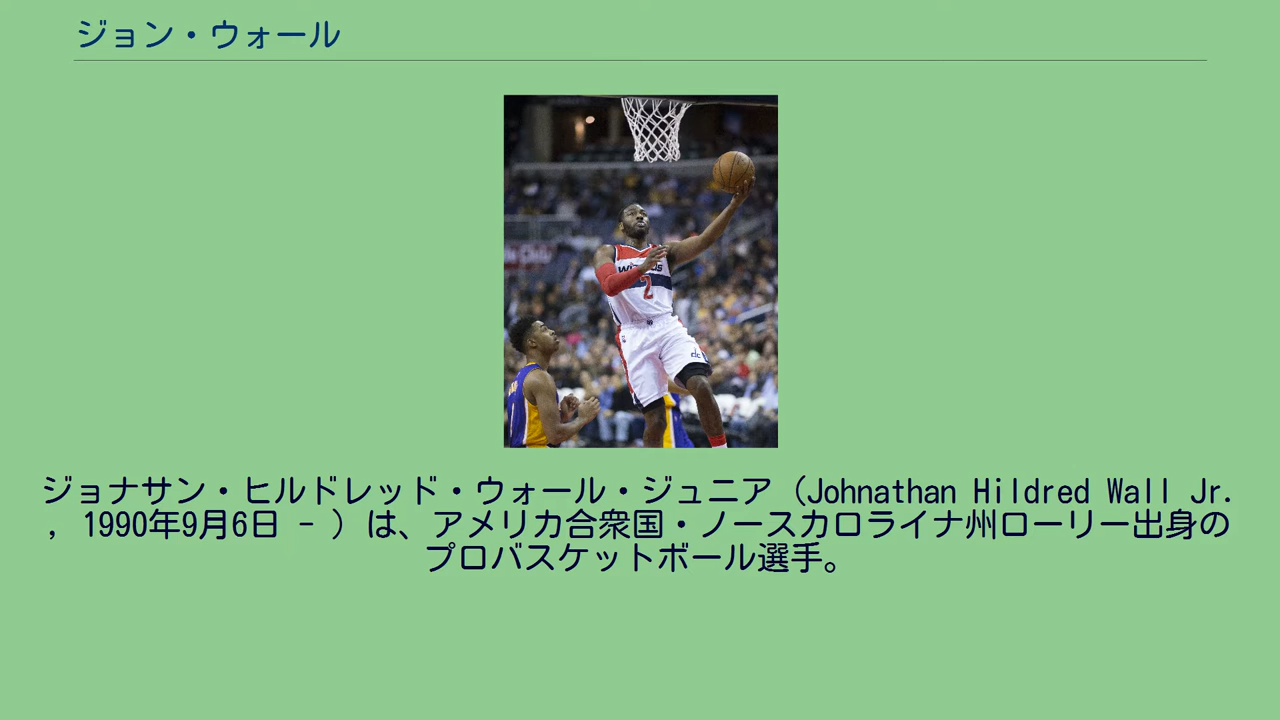 ジョン・ウォール
WIZARDS
2
dc
ジョナサン・ヒルドレッド・ウォール・ジュニア（Johnathan Hildred Wall Jr.
, 1990年9月6日 - ）は、アメリカ合衆国・ノースカロライナ州ローリー出身の
プロバスケットボール選手。